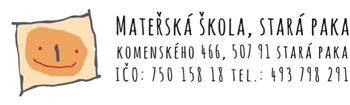 Mateřská škola, stará paka
komenského 466, 507 91 stará paka
IČO: 750 158 18 tel.: 493 798 291